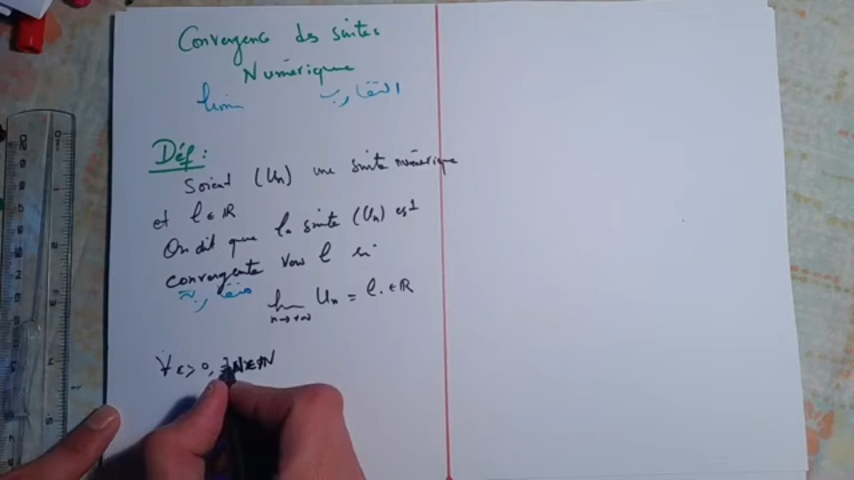 Convergence des suites
Numérique
lim التقارب
Déf:
Soient (Un) une suite numérique
et l ∈ ℝ
On dit que la suite (Un) est
convergente vers l si
متقاربة
lim Un = l ∈ ℝ
n→+∞
∀ε>0, ∃N∈ℕ